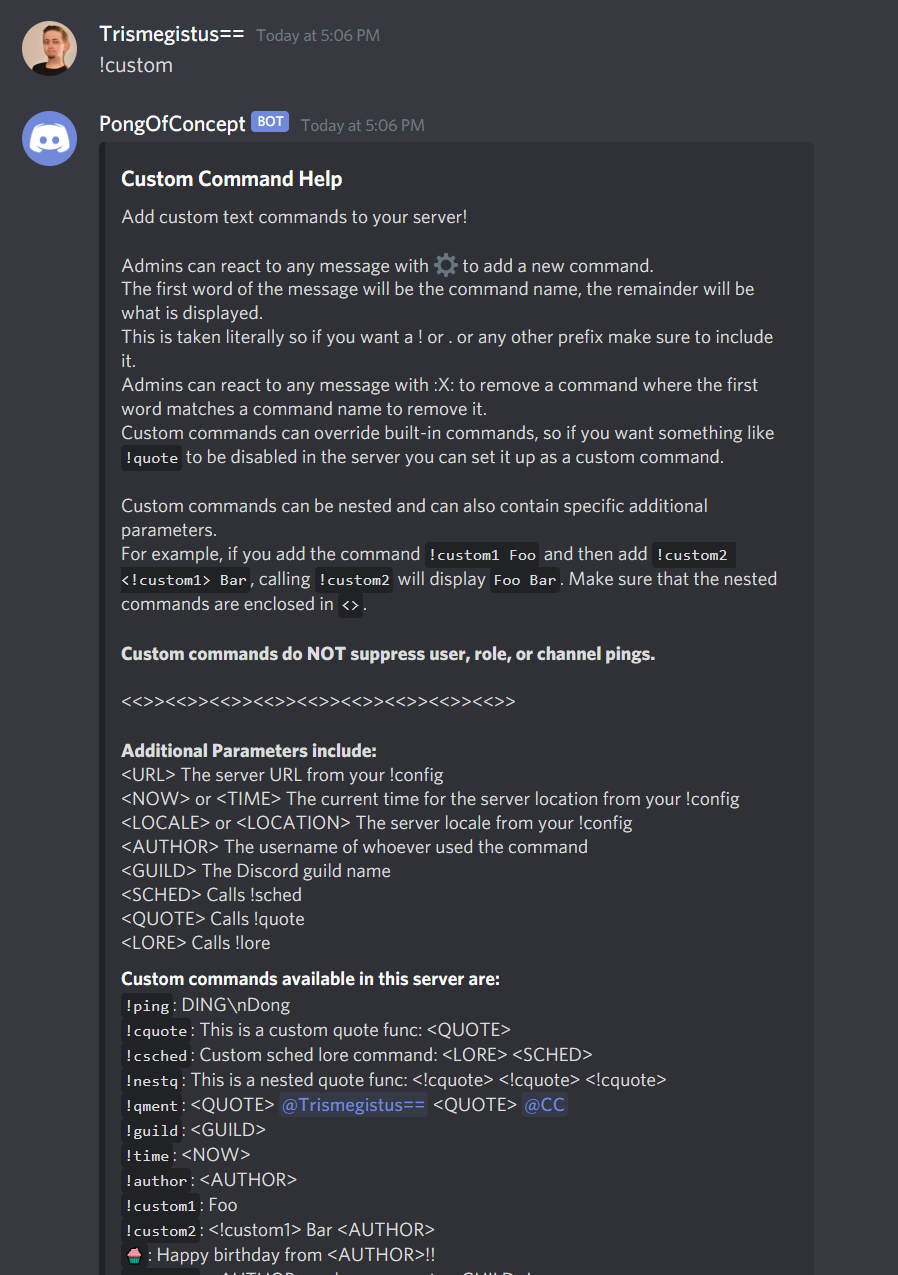 Trismegistus== Today at 5:06 PM
!custom
PongOfConcept BOT Today at 5:06 PM
Custom Command Help
Add custom text commands to your server!
Admins can react to any message with ⚙ to add a new command.
The first word of the message will be the command name, the remainder will be
what is displayed.
This is taken literally so if you want a ! or . or any other prefix make sure to include
it.
Admins can react to any message with :X: to remove a command where the first
word matches a command name to remove it.
Custom commands can override built-in commands, so if you want something like
!quote to be disabled in the server you can set it up as a custom command.
Custom commands can be nested and can also contain specific additional
parameters.
For example, if you add the command !custom1 Foo and then add !custom2
<!custom1> Bar, calling !custom2 will display Foo Bar. Make sure that the nested
commands are enclosed in <>.
Custom commands do NOT suppress user, role, or channel pings.
<<>><<>><<>><<>><<>><<>><<>><<>><<>>
Additional Parameters include:
<URL> The server URL from your !config
<NOW> or <TIME> The current time for the server location from your !config
<LOCALE> or <LOCATION> The server locale from your !config
<AUTHOR> The username of whoever used the command
<GUILD> The Discord guild name
<SCHED> Calls !sched
<QUOTE> Calls !quote
<LORE> Calls !lore
Custom commands available in this server are:
!ping: DING\nDong
!cquote: This is a custom quote func: <QUOTE>
!csched: Custom sched lore command: <LORE> <SCHED>
!nestq: This is a nested quote func: <!cquote> <!cquote> <!cquote>
!qment: <QUOTE> @Trismegistus== <QUOTE> @CC
!guild: <GUILD>
!time: <NOW>
!author: <AUTHOR>
!custom1: Foo
!custom2: <!custom1> Bar <AUTHOR>
🧁: Happy birthday from <AUTHOR>!!